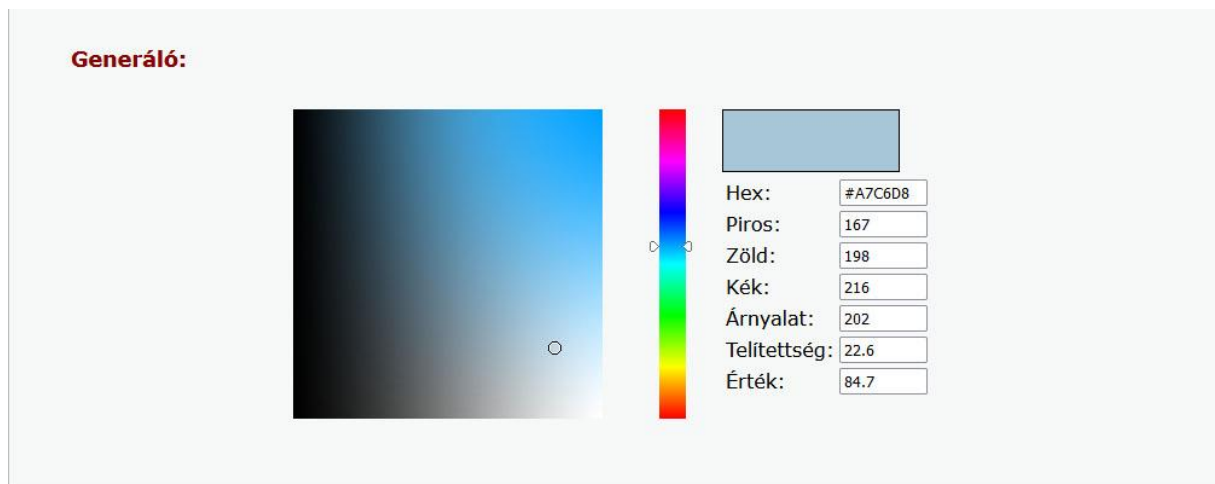 Generáló:
Hex: #A7C6D8
Piros: 167
Zöld: 198
Kék: 216
Árnyalat: 202
Telítettség: 22.6
Érték: 84.7